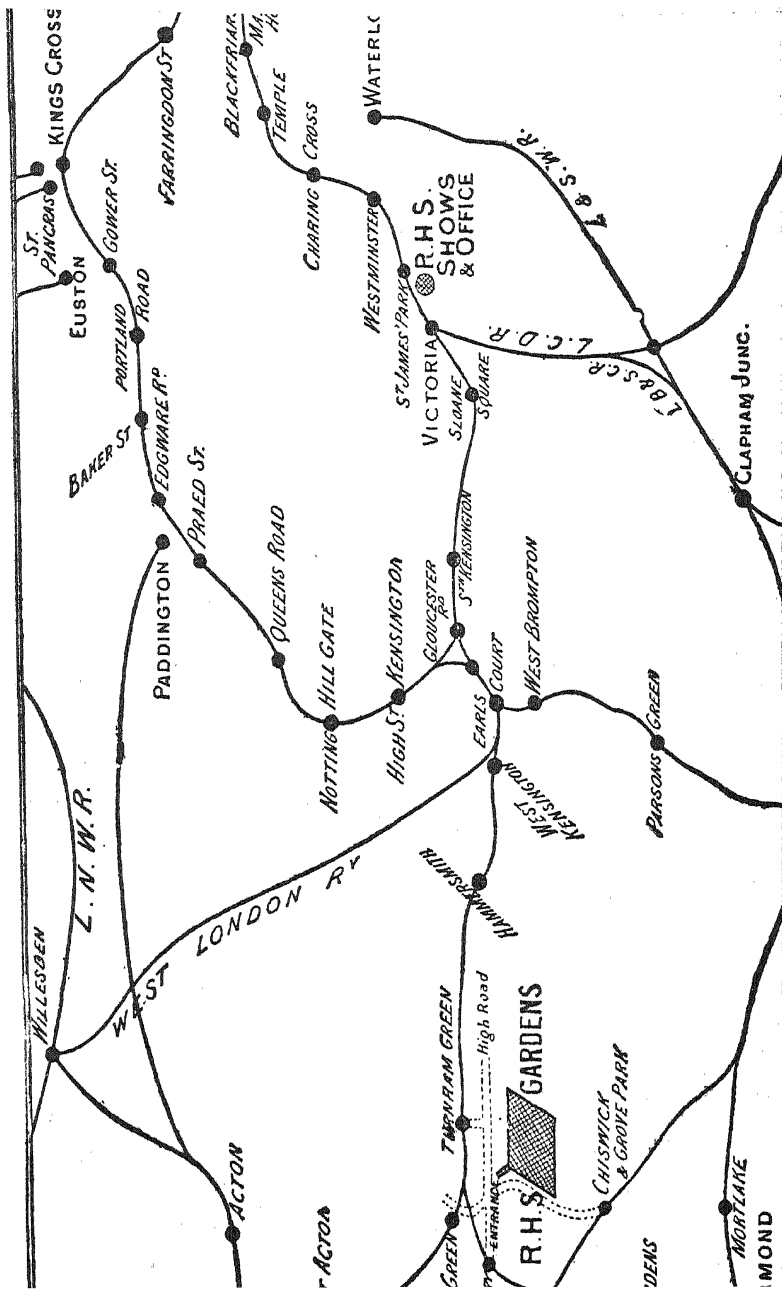 KINGS CROSS
ST. PANCRAS
EUSTON
GOWER ST.
FARRINGDON ST
PORTLAND ROAD
BAKER ST
EDGWARE RD
PRAED ST.
PADDINGTON
QUEENS ROAD
NOTTING HILL GATE
HIGH ST. KENSINGTON
BLACKFRIAR
MA
HO
TEMPLE
CHARING CROSS
WESTMINSTER
WATERLO
L & S. W. R.
R.H.S.
SHOWS
& OFFICE
ST JAMES' PARK
VICTORIA
SLOANE
SQUARE
L. C. D. R.
L B & S. C. R.
CLAPHAM JUNC.
STH KENSINGTON
GLOUCESTER
RD
EARLS COURT
WEST BROMPTON
PARSONS GREEN
WEST
KENSINGTON
HAMMERSMITH
L. N. W. R.
WILLESDEN
WEST LONDON RY
ACTON
ACTON
TURNHAM GREEN
High Road
R.H.S. GARDENS
ENTRANCE
GREEN
CHISWICK
& GROVE PARK
MORTLAKE
DENS
MOND